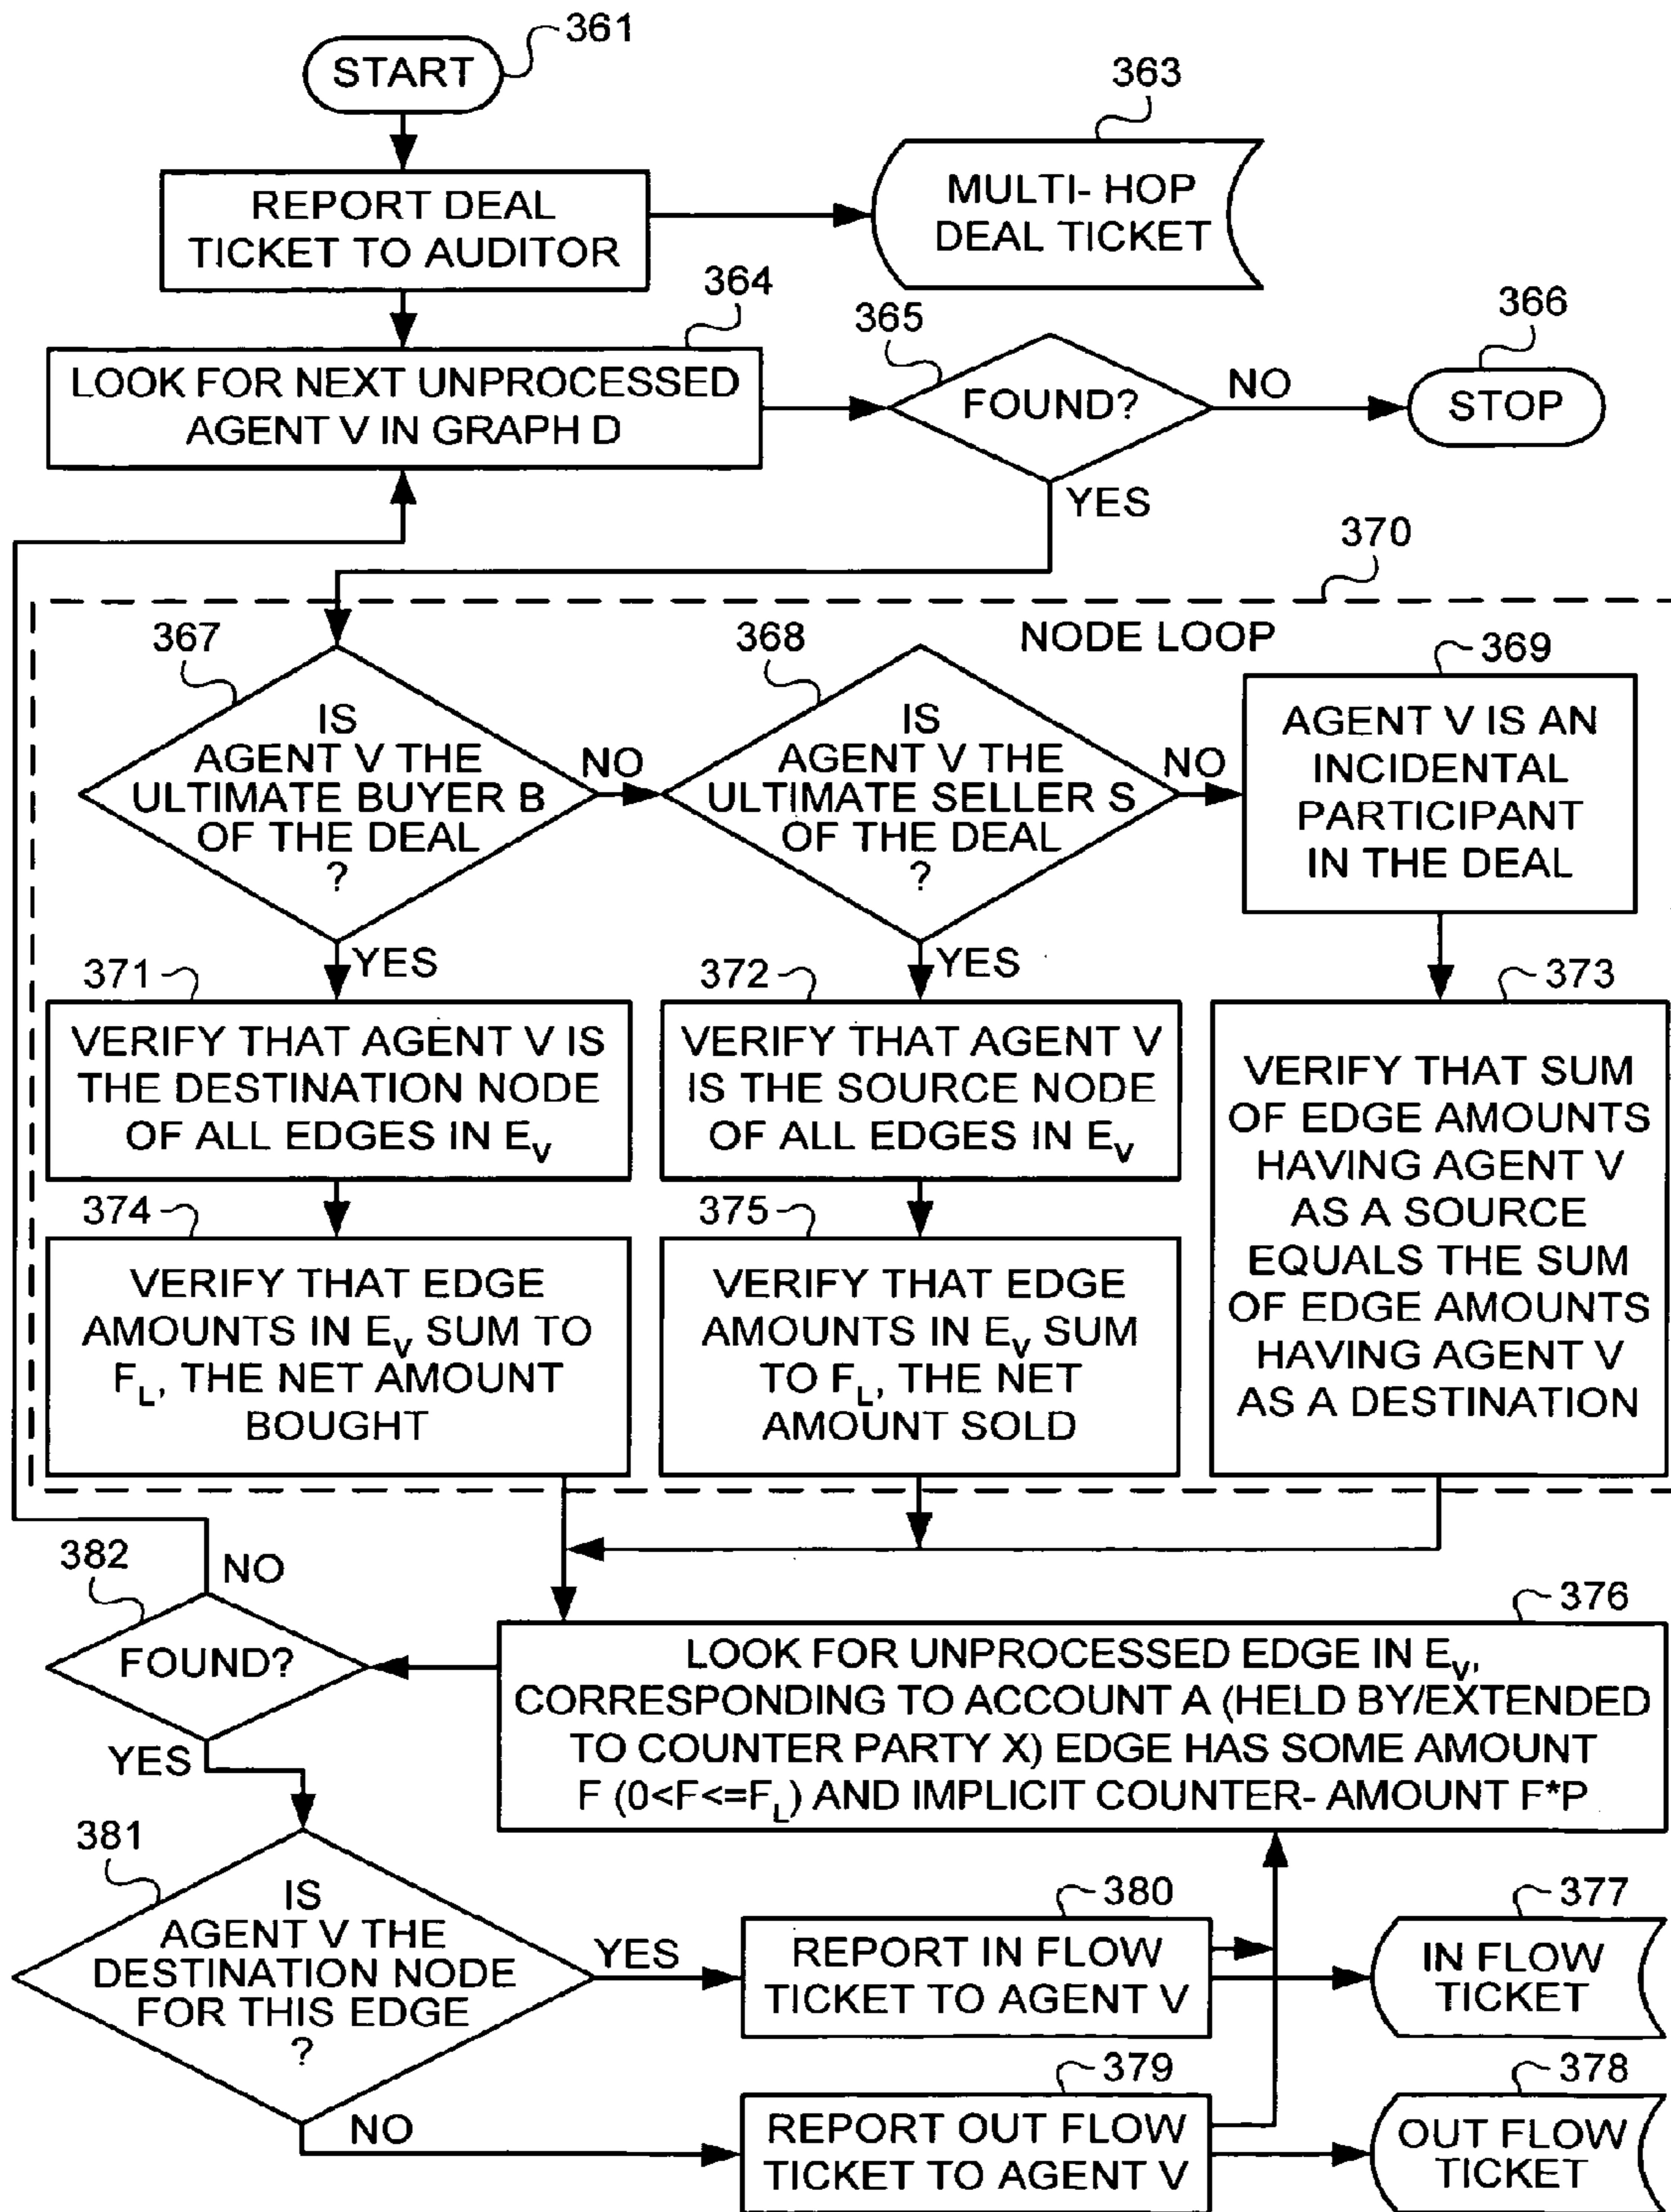 361
START
363
REPORT DEAL
TICKET TO AUDITOR
MULTI- HOP
DEAL TICKET
364
365
366
LOOK FOR NEXT UNPROCESSED
AGENT V IN GRAPH D
FOUND?
NO
STOP
YES
370
NODE LOOP
367
368
369
IS
AGENT V THE
ULTIMATE BUYER B
OF THE DEAL
?
NO
IS
AGENT V THE
ULTIMATE SELLER S
OF THE DEAL
?
NO
AGENT V IS AN
INCIDENTAL
PARTICIPANT
IN THE DEAL
YES
YES
371
372
373
VERIFY THAT AGENT V IS
THE DESTINATION NODE
OF ALL EDGES IN EV
VERIFY THAT AGENT V
IS THE SOURCE NODE
OF ALL EDGES IN EV
VERIFY THAT SUM
OF EDGE AMOUNTS
HAVING AGENT V
AS A SOURCE
EQUALS THE SUM
OF EDGE AMOUNTS
HAVING AGENT V
AS A DESTINATION
374
375
VERIFY THAT EDGE
AMOUNTS IN EV SUM TO
FL, THE NET AMOUNT
BOUGHT
VERIFY THAT EDGE
AMOUNTS IN EV SUM
TO FL, THE NET
AMOUNT SOLD
382
NO
FOUND?
YES
376
LOOK FOR UNPROCESSED EDGE IN EV,
CORRESPONDING TO ACCOUNT A (HELD BY/EXTENDED
TO COUNTER PARTY X) EDGE HAS SOME AMOUNT
F (0<F<=FL) AND IMPLICIT COUNTER- AMOUNT F*P
381
IS
AGENT V THE
DESTINATION NODE
FOR THIS EDGE
?
YES
380
REPORT IN FLOW
TICKET TO AGENT V
377
IN FLOW
TICKET
NO
379
REPORT OUT FLOW
TICKET TO AGENT V
378
OUT FLOW
TICKET